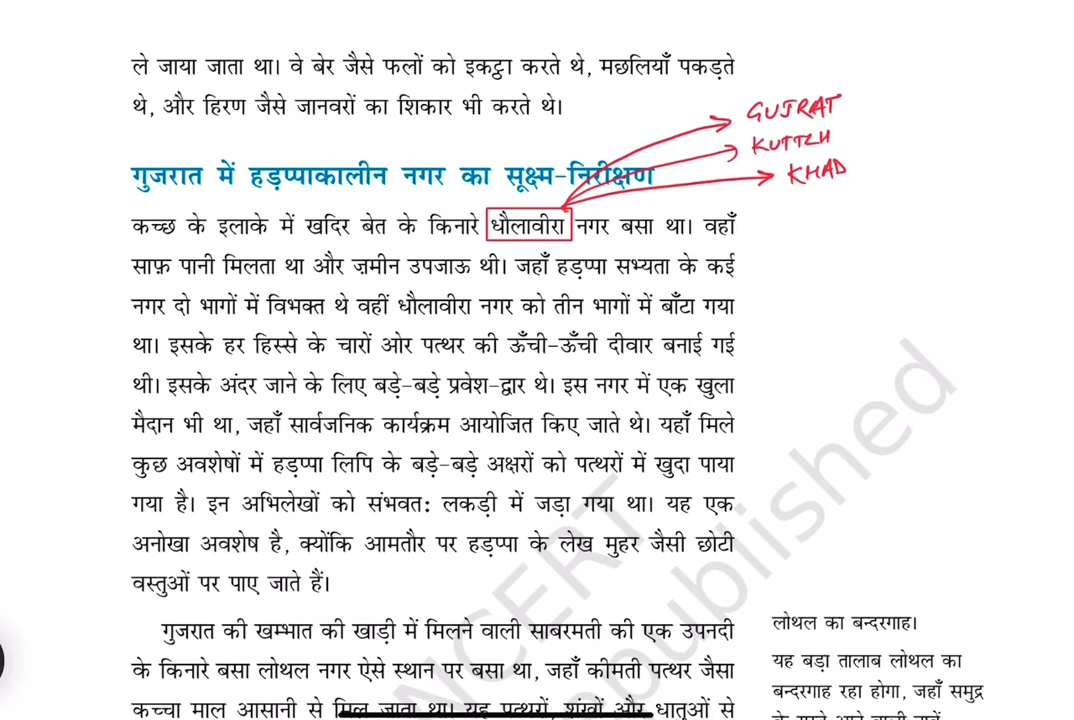 ले जाया जाता था। वे बेर जैसे फलों को इकट्ठा करते थे, मछलियाँ पकड़ते
थे, और हिरण जैसे जानवरों का शिकार भी करते थे।
GUJRAT
KUTTCH
KHAD
गुजरात में हड़प्पाकालीन नगर का सूक्ष्म-निरीक्षण
कच्छ के इलाके में खदिर बेत के किनारे धौलावीरा नगर बसा था। वहाँ
साफ़ पानी मिलता था और ज़मीन उपजाऊ थी। जहाँ हड़प्पा सभ्यता के कई
नगर दो भागों में विभक्त थे वहीं धौलावीरा नगर को तीन भागों में बाँटा गया
था। इसके हर हिस्से के चारों ओर पत्थर की ऊँची-ऊँची दीवार बनाई गई
थी। इसके अंदर जाने के लिए बड़े-बड़े प्रवेश-द्वार थे। इस नगर में एक खुला
मैदान भी था, जहाँ सार्वजनिक कार्यक्रम आयोजित किए जाते थे। यहाँ मिले
कुछ अवशेषों में हड़प्पा लिपि के बड़े-बड़े अक्षरों को पत्थरों में खुदा पाया
गया है। इन अभिलेखों को संभवत: लकड़ी में जड़ा गया था। यह एक
अनोखा अवशेष है, क्योंकि आमतौर पर हड़प्पा के लेख मुहर जैसी छोटी
वस्तुओं पर पाए जाते हैं।
गुजरात की खम्भात की खाड़ी में मिलने वाली साबरमती की एक उपनदी
के किनारे बसा लोथल नगर ऐसे स्थान पर बसा था, जहाँ कीमती पत्थर जैसा
कच्चा माल आसानी से मिल जाता था। यह पत्थरों, शंखों और धातुओं से
लोथल का बन्दरगाह।
यह बड़ा तालाब लोथल का
बन्दरगाह रहा होगा, जहाँ समुद्र
NCERT
published